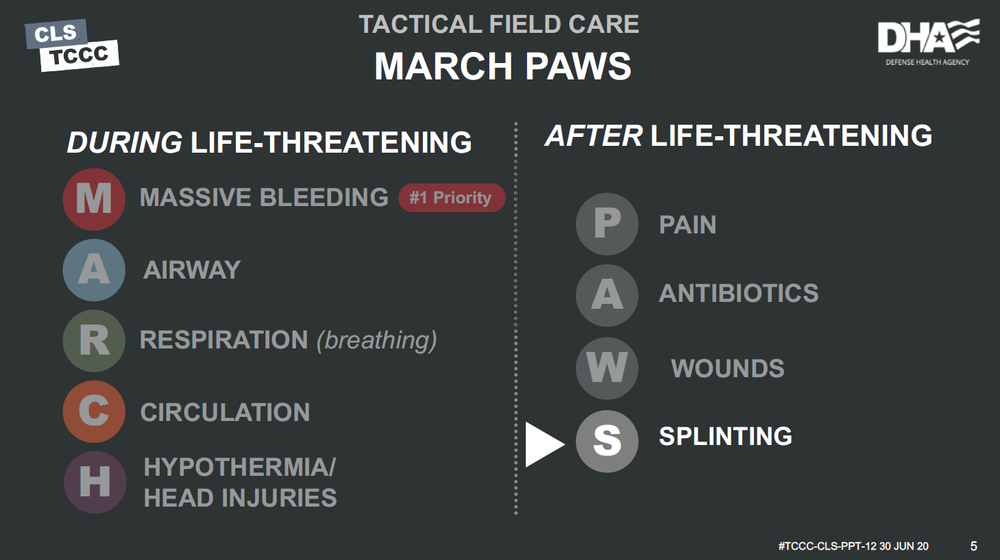 CLS
TCCC
TACTICAL FIELD CARE
MARCH PAWS
DHA
DEFENSE HEALTH AGENCY
DURING LIFE-THREATENING
M MASSIVE BLEEDING #1 Priority
A AIRWAY
R RESPIRATION (breathing)
C CIRCULATION
H HYPOTHERMIA/
HEAD INJURIES
AFTER LIFE-THREATENING
P PAIN
A ANTIBIOTICS
W WOUNDS
S SPLINTING
#TCCC-CLS-PPT-12 30 JUN 20 5